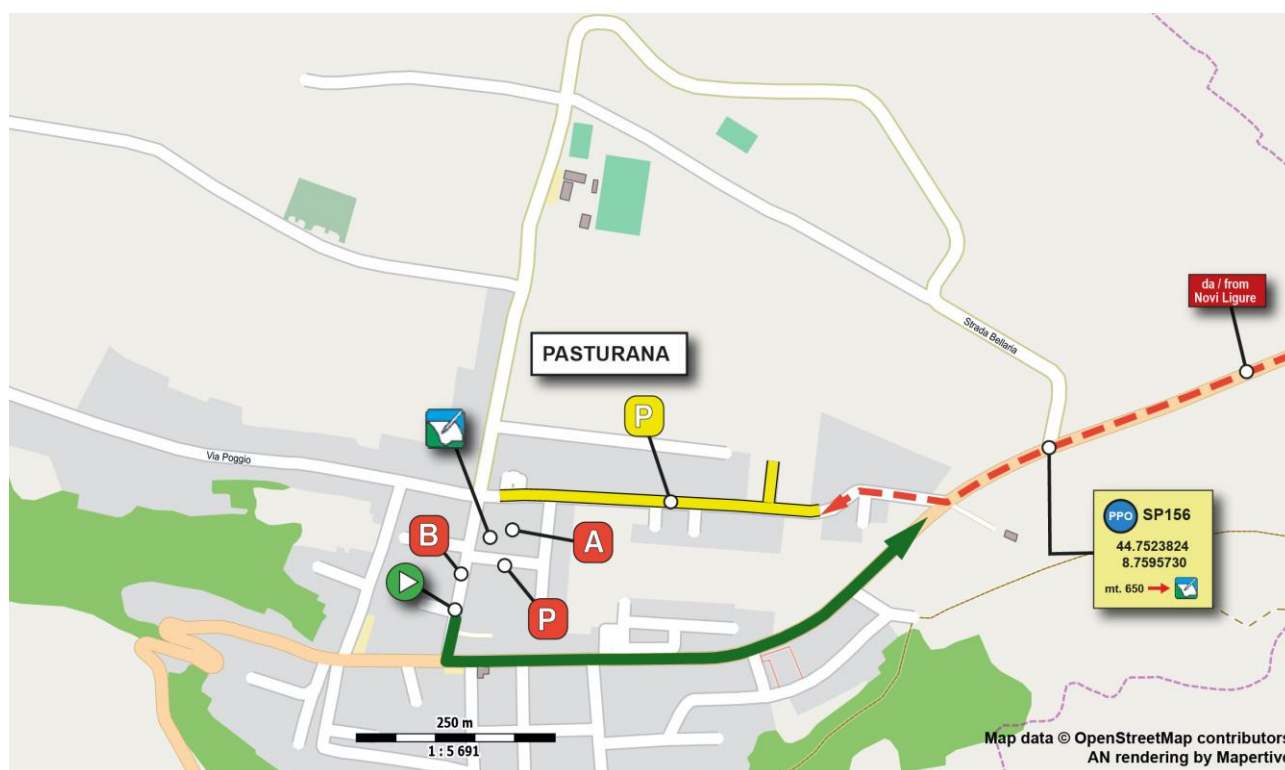 da / from
Novi Ligure
Strada Bellaria
PASTURANA
P
Via Poggio
B
A
P
PPO SP156
44.7523824
8.7595730
mt. 650
250 m
1 : 5 691
Map data © OpenStreetMap contributors
AN rendering by Mapertive